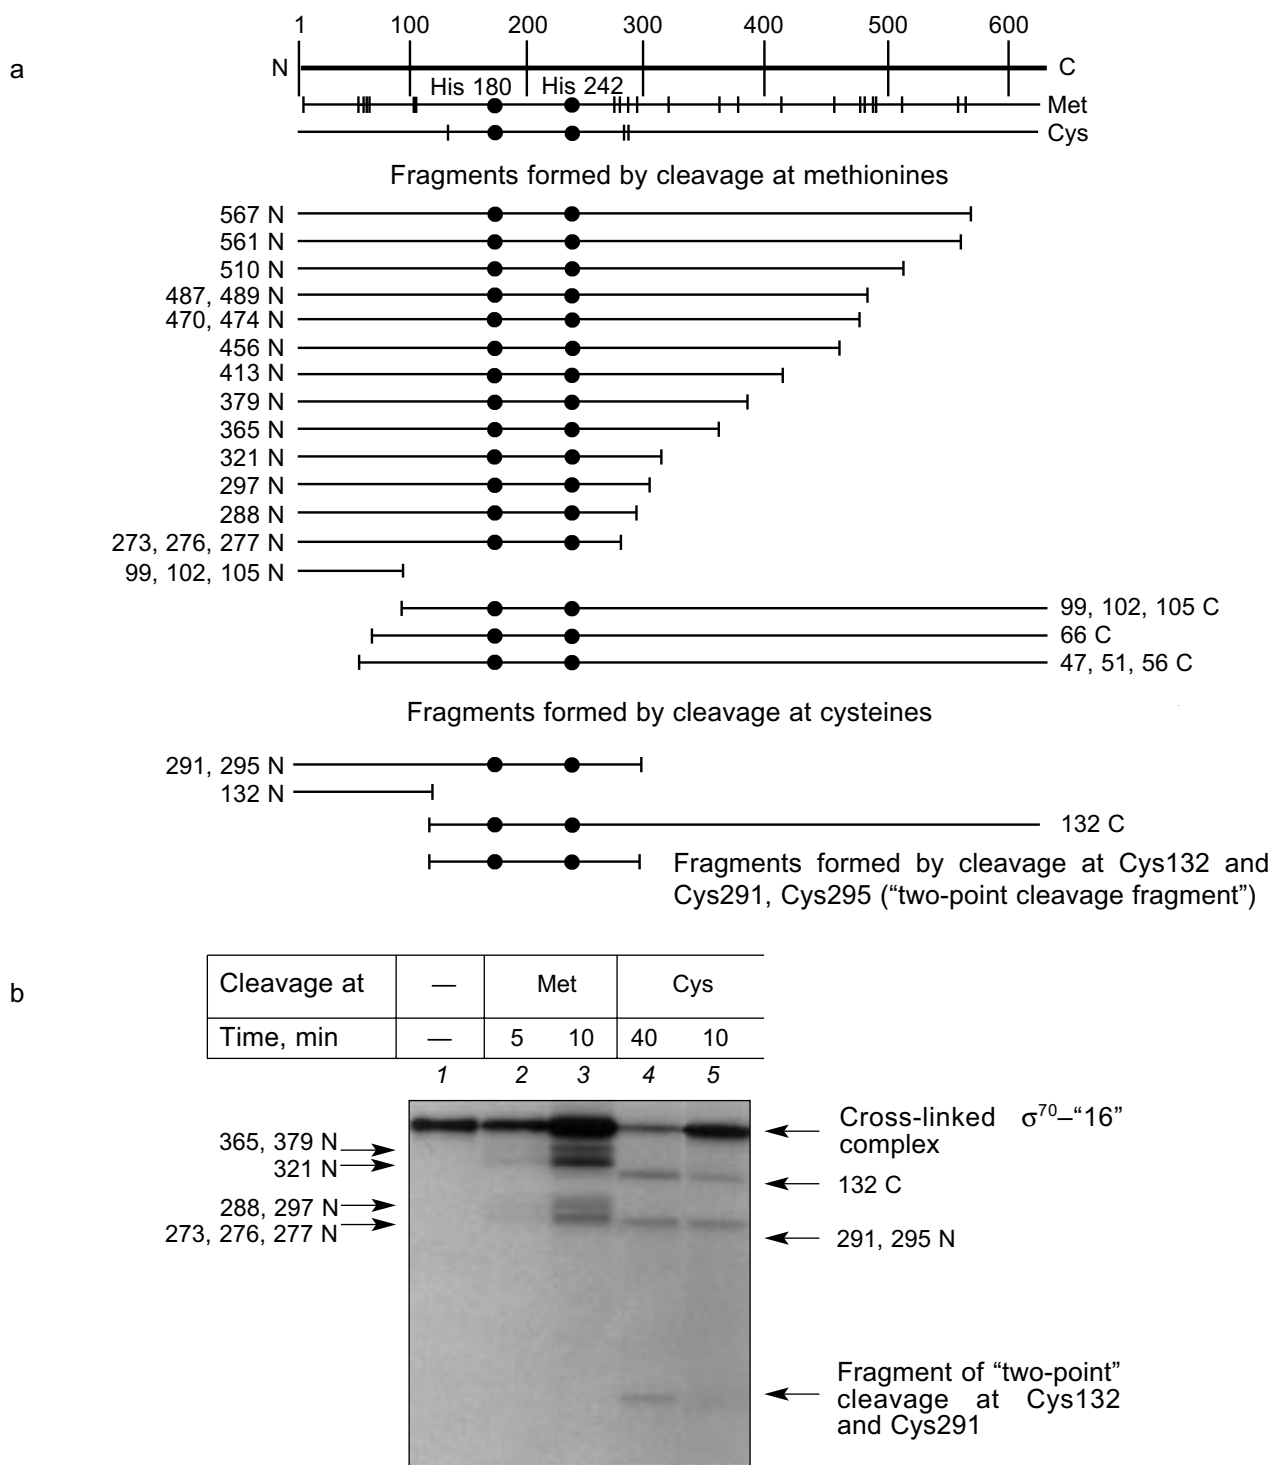 1 100 200 300 400 500 600
a
N C
His 180 His 242
Met
Cys
Fragments formed by cleavage at methionines
567 N
561 N
510 N
487, 489 N
470, 474 N
456 N
413 N
379 N
365 N
321 N
297 N
288 N
273, 276, 277 N
99, 102, 105 N
99, 102, 105 C
66 C
47, 51, 56 C
Fragments formed by cleavage at cysteines
291, 295 N
132 N
132 C
Fragments formed by cleavage at Cys132 and
Cys291, Cys295 (“two-point cleavage fragment”)
b
Cleavage at — Met Cys
Time, min — 5 10 40 10
1 2 3 4 5
Cross-linked σ⁷⁰–“16”
complex
365, 379 N
321 N
132 C
288, 297 N
273, 276, 277 N
291, 295 N
Fragment of “two-point”
cleavage at Cys132
and Cys291